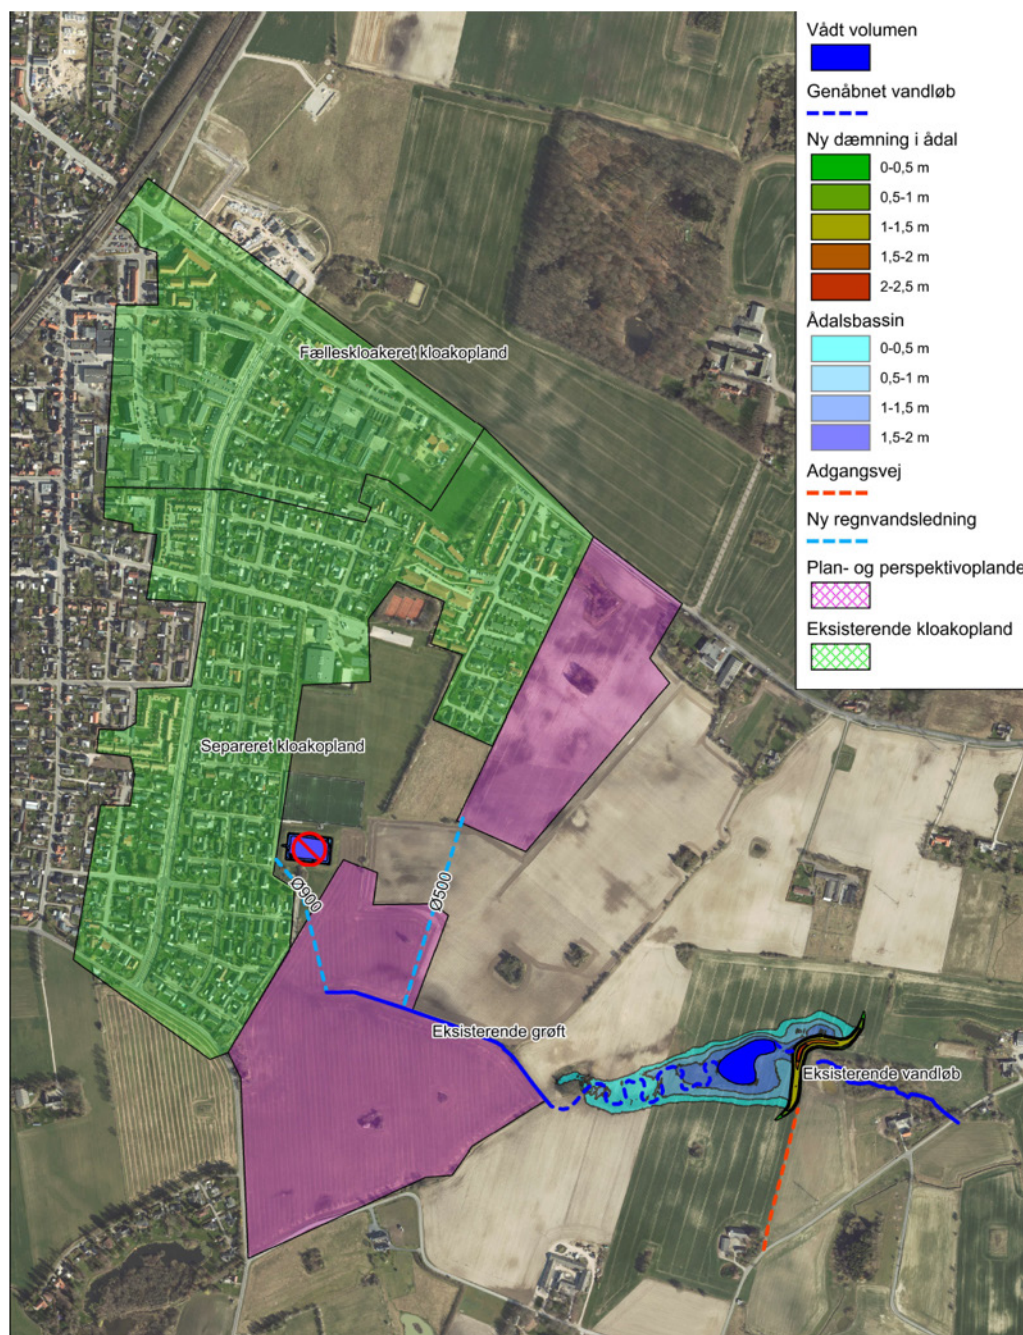 Vådt volumen
Genåbnet vandløb
Ny dæmning i ådal
0-0,5 m
0,5-1 m
1-1,5 m
1,5-2 m
2-2,5 m
Ådalsbassin
0-0,5 m
0,5-1 m
1-1,5 m
1,5-2 m
Adgangsvej
Ny regnvandsledning
Plan- og perspektivoplande
Eksisterende kloakopland
Fælleskloakeret kloakopland
Separeret kloakopland
Ø900
Ø500
Eksisterende grøft
Eksisterende vandløb